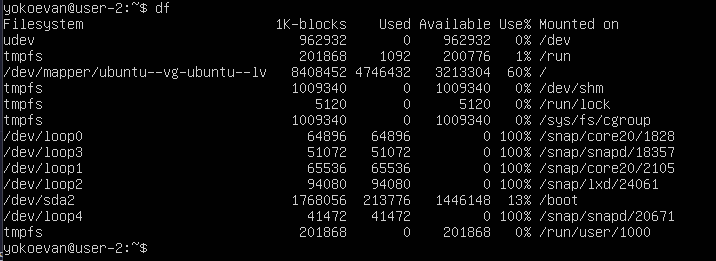 yokoevan@user-2:~$ df
Filesystem                        1K-blocks    Used Available Use% Mounted on
udev                                 962932       0    962932   0% /dev
tmpfs                                201868    1092    200776   1% /run
/dev/mapper/ubuntu--vg-ubuntu--lv   8408452 4746432   3213304  60% /
tmpfs                               1009340       0   1009340   0% /dev/shm
tmpfs                                  5120       0      5120   0% /run/lock
tmpfs                               1009340       0   1009340   0% /sys/fs/cgroup
/dev/loop0                            64896   64896         0 100% /snap/core20/1828
/dev/loop3                            51072   51072         0 100% /snap/snapd/18357
/dev/loop1                            65536   65536         0 100% /snap/core20/2105
/dev/loop2                            94080   94080         0 100% /snap/lxd/24061
/dev/sda2                           1768056  213776   1446148  13% /boot
/dev/loop4                            41472   41472         0 100% /snap/snapd/20671
tmpfs                                201868       0    201868   0% /run/user/1000
yokoevan@user-2:~$